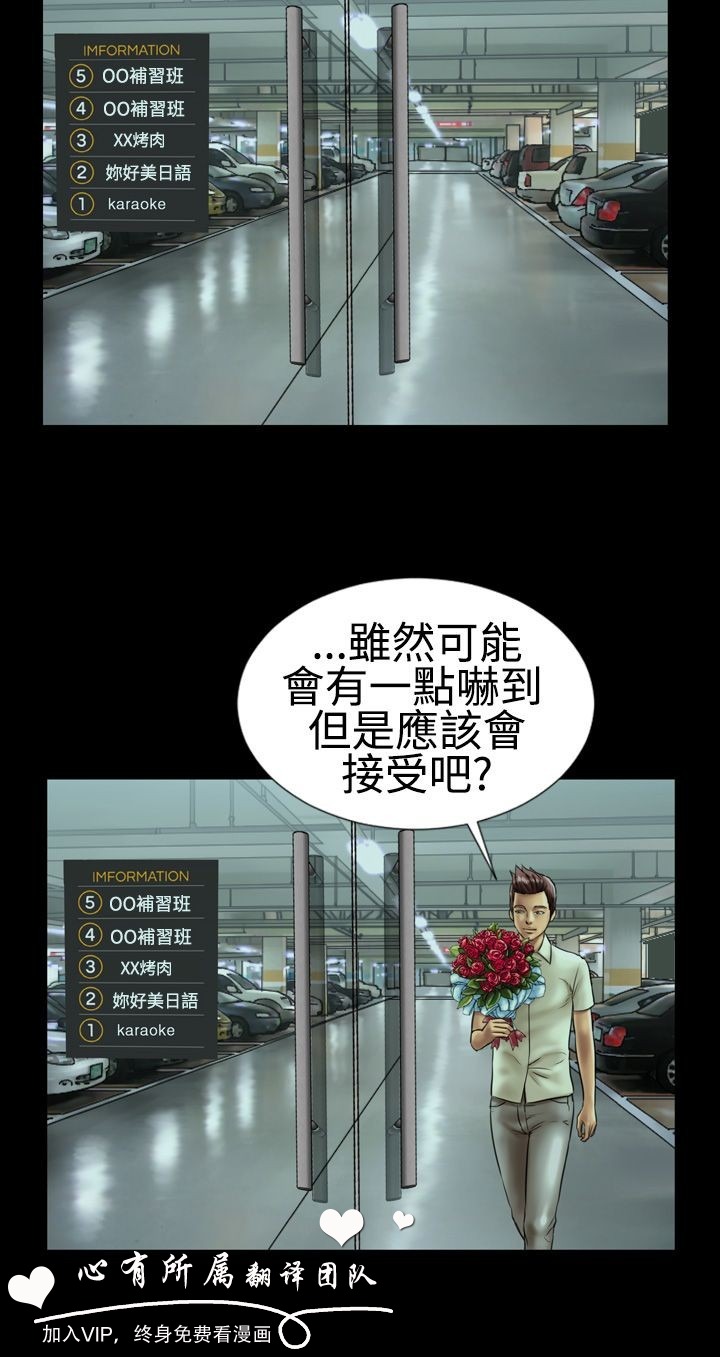 IMFORMATION
5 OO補習班
4 OO補習班
3 XX烤肉
2 妳好美日語
1 karaoke
...雖然可能
會有一點嚇到
但是應該會
接受吧?
IMFORMATION
5 OO補習班
4 OO補習班
3 XX烤肉
2 妳好美日語
1 karaoke
心有所属翻译团队
加入VIP，终身免费看漫画